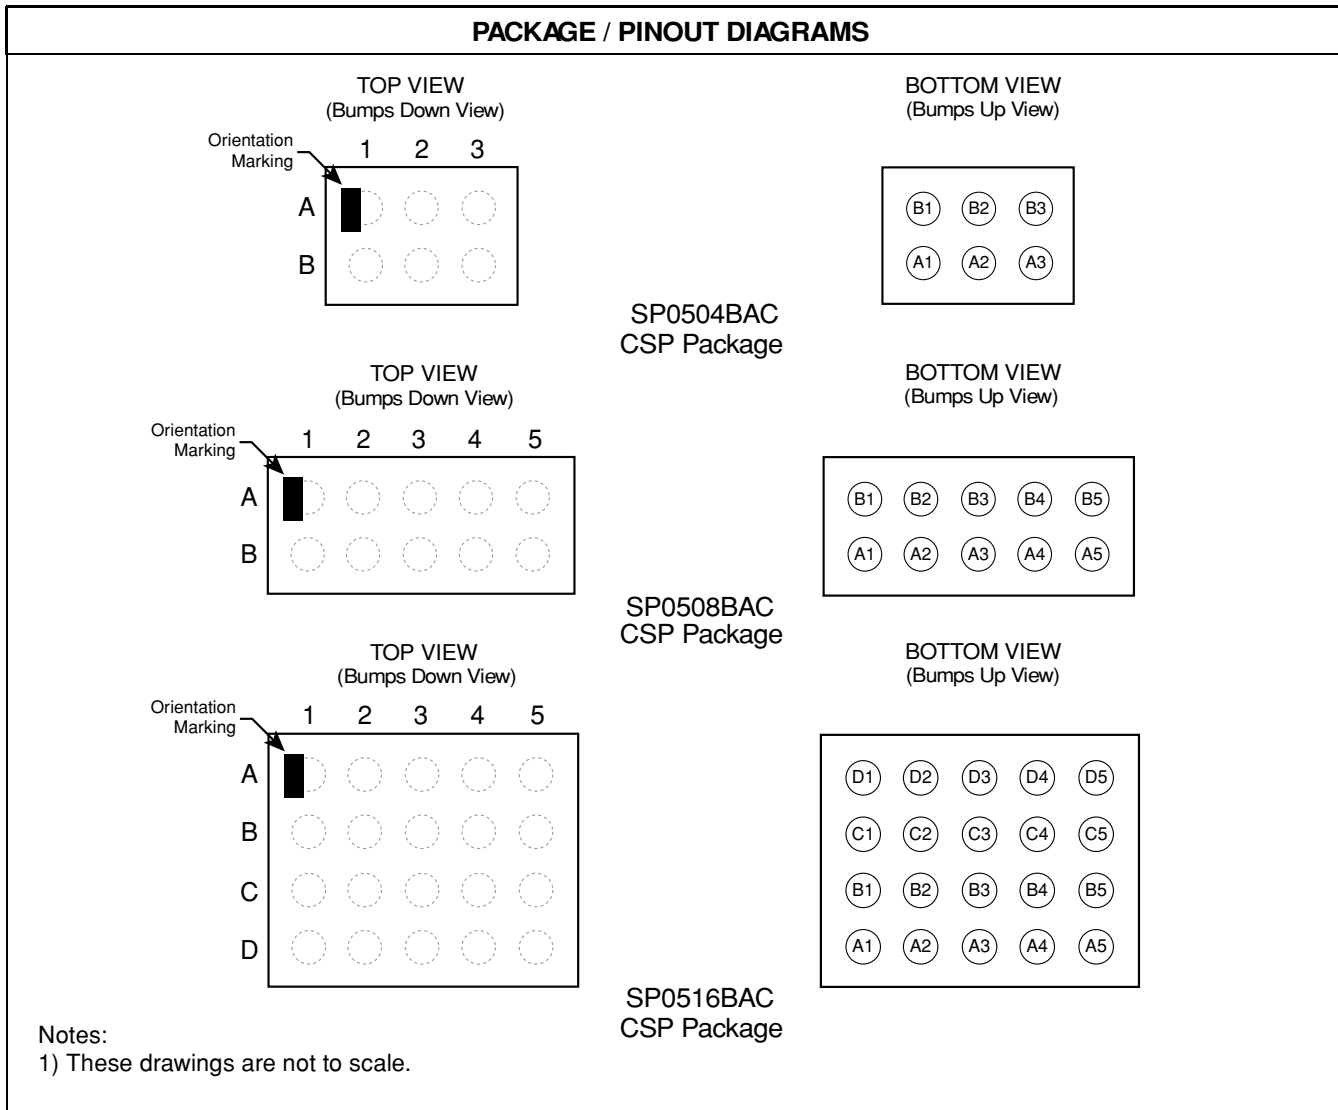 PACKAGE / PINOUT DIAGRAMS
TOP VIEW
(Bumps Down View)
Orientation
Marking
1 2 3
A
B
BOTTOM VIEW
(Bumps Up View)
B1 B2 B3
A1 A2 A3
SP0504BAC
CSP Package
TOP VIEW
(Bumps Down View)
Orientation
Marking
1 2 3 4 5
A
B
BOTTOM VIEW
(Bumps Up View)
B1 B2 B3 B4 B5
A1 A2 A3 A4 A5
SP0508BAC
CSP Package
TOP VIEW
(Bumps Down View)
Orientation
Marking
1 2 3 4 5
A
B
C
D
BOTTOM VIEW
(Bumps Up View)
D1 D2 D3 D4 D5
C1 C2 C3 C4 C5
B1 B2 B3 B4 B5
A1 A2 A3 A4 A5
SP0516BAC
CSP Package
Notes:
1) These drawings are not to scale.